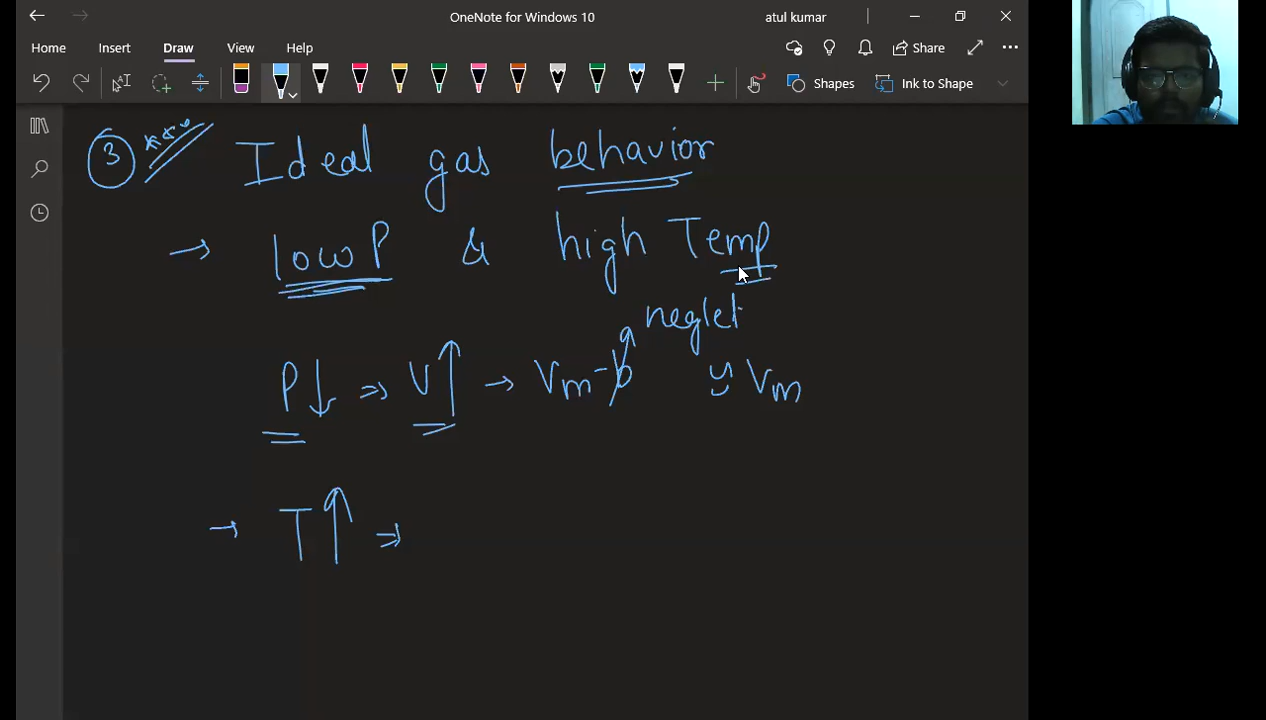 OneNote for Windows 10
atul kumar
Home Insert Draw View Help
Share
Shapes
Ink to Shape
3 Ideal gas behavior
→ low P & high Temp
neglet
P↓ ⇒ V↑ → Vm - b Vm
→ T↑ ⇒